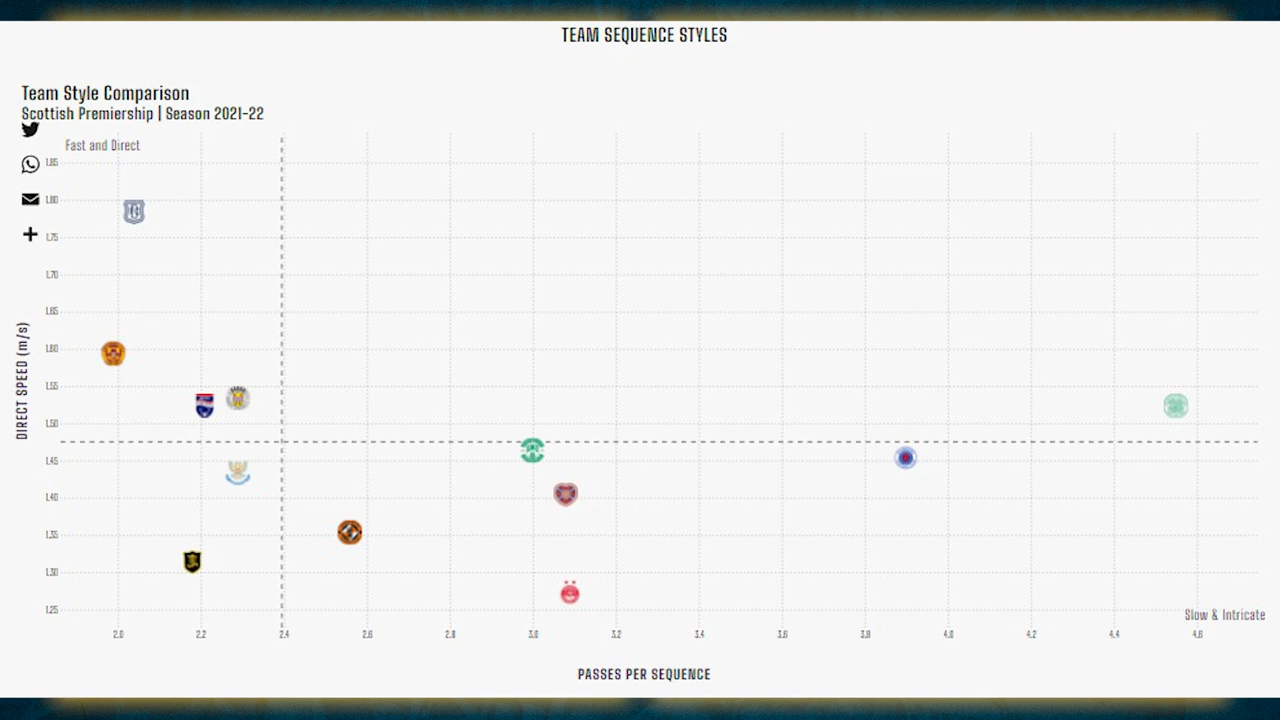 TEAM SEQUENCE STYLES
Team Style Comparison
Scottish Premiership | Season 2021-22
Fast and Direct
1.85
1.80
1.75
1.70
1.65
1.60
1.55
1.50
1.45
1.40
1.35
1.30
1.25
DIRECT SPEED (m/s)
Slow & Intricate
2.0 2.2 2.4 2.6 2.8 3.0 3.2 3.4 3.6 3.8 4.0 4.2 4.4 4.6
PASSES PER SEQUENCE